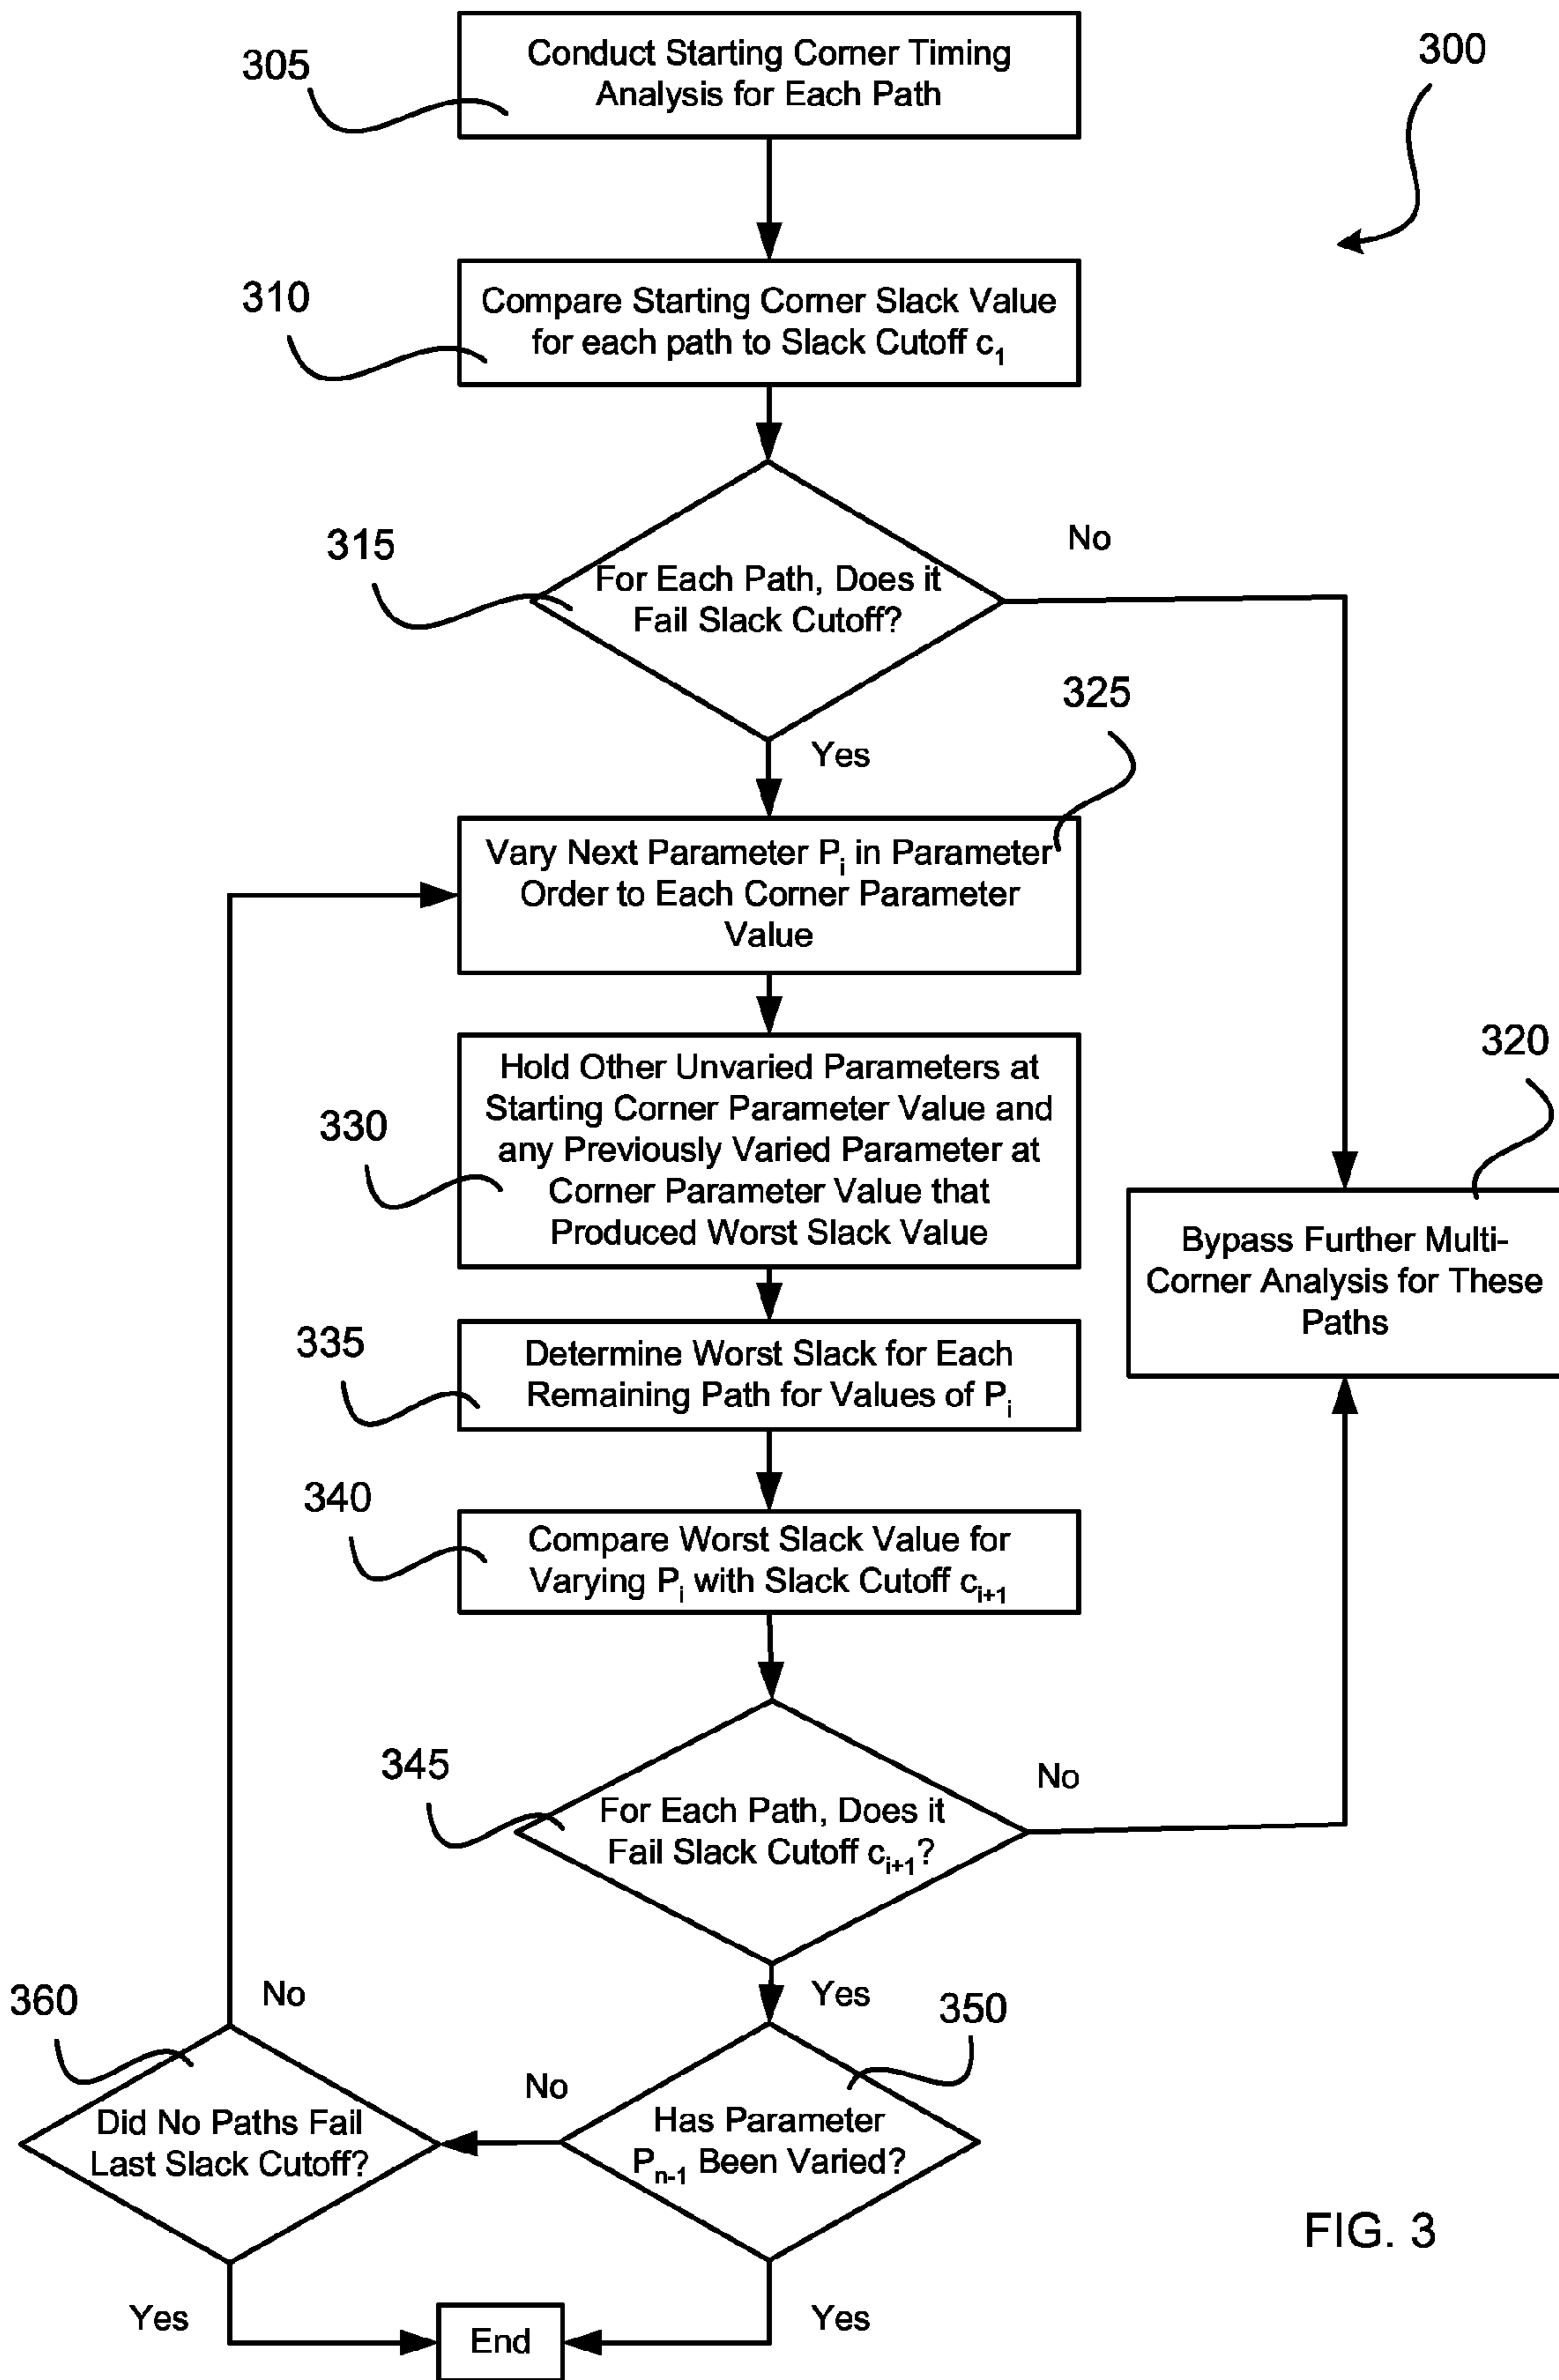 Conduct Starting Corner Timing
Analysis for Each Path
305
300
Compare Starting Corner Slack Value
for each path to Slack Cutoff c₁
310
For Each Path, Does it
Fail Slack Cutoff?
315
No
Yes
325
Vary Next Parameter Pᵢ in Parameter
Order to Each Corner Parameter
Value
Hold Other Unvaried Parameters at
Starting Corner Parameter Value and
any Previously Varied Parameter at
Corner Parameter Value that
Produced Worst Slack Value
330
320
Bypass Further Multi-
Corner Analysis for These
Paths
335
Determine Worst Slack for Each
Remaining Path for Values of Pᵢ
340
Compare Worst Slack Value for
Varying Pᵢ with Slack Cutoff cᵢ₊₁
345
For Each Path, Does it
Fail Slack Cutoff cᵢ₊₁?
No
Yes
350
Has Parameter
Pₙ₋₁ Been Varied?
No
360
No
Did No Paths Fail
Last Slack Cutoff?
Yes
End
Yes
FIG. 3